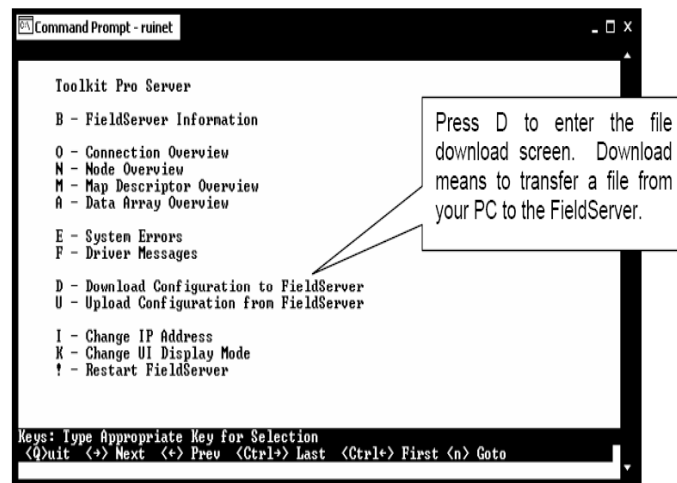 Command Prompt - ruinet
Toolkit Pro Server
B - FieldServer Information
O - Connection Overview
N - Node Overview
M - Map Descriptor Overview
A - Data Array Overview
E - System Errors
F - Driver Messages
D - Download Configuration to FieldServer
U - Upload Configuration from FieldServer
I - Change IP Address
K - Change UI Display Mode
! - Restart FieldServer
Press D to enter the file
download screen. Download
means to transfer a file from
your PC to the FieldServer.
Keys: Type Appropriate Key for Selection
<Q>uit <→> Next <←> Prev <Ctrl→> Last <Ctrl←> First <n> Goto